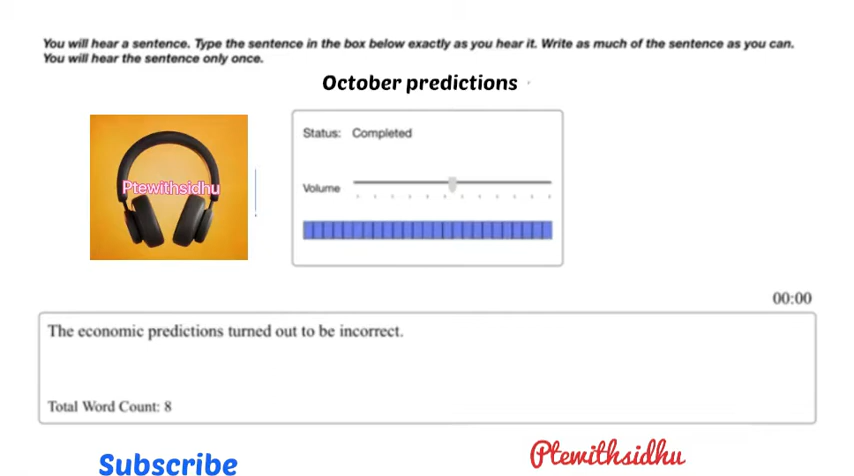 You will hear a sentence. Type the sentence in the box below exactly as you hear it. Write as much of the sentence as you can.
You will hear the sentence only once.
October predictions
Status: Completed
Ptewithsidhu
Volume
00:00
The economic predictions turned out to be incorrect.
Total Word Count: 8
Subscribe
Ptewithsidhu